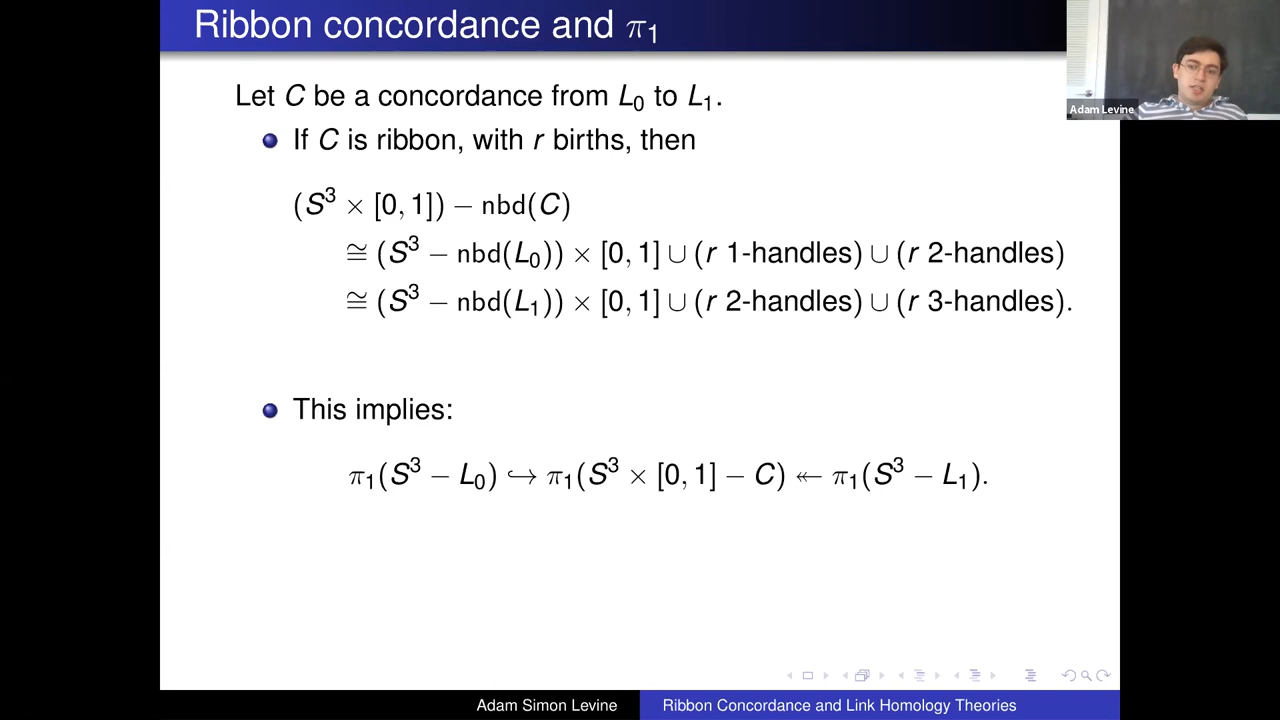 Ribbon concordance and π₁
Adam Levine
Let C be a concordance from L₀ to L₁.
If C is ribbon, with r births, then
(S³ × [0, 1]) − nbd(C)
≅ (S³ − nbd(L₀)) × [0, 1] ∪ (r 1-handles) ∪ (r 2-handles)
≅ (S³ − nbd(L₁)) × [0, 1] ∪ (r 2-handles) ∪ (r 3-handles).
This implies:
π₁(S³ − L₀) ↪ π₁(S³ × [0, 1] − C) ↞ π₁(S³ − L₁).
Adam Simon Levine
Ribbon Concordance and Link Homology Theories